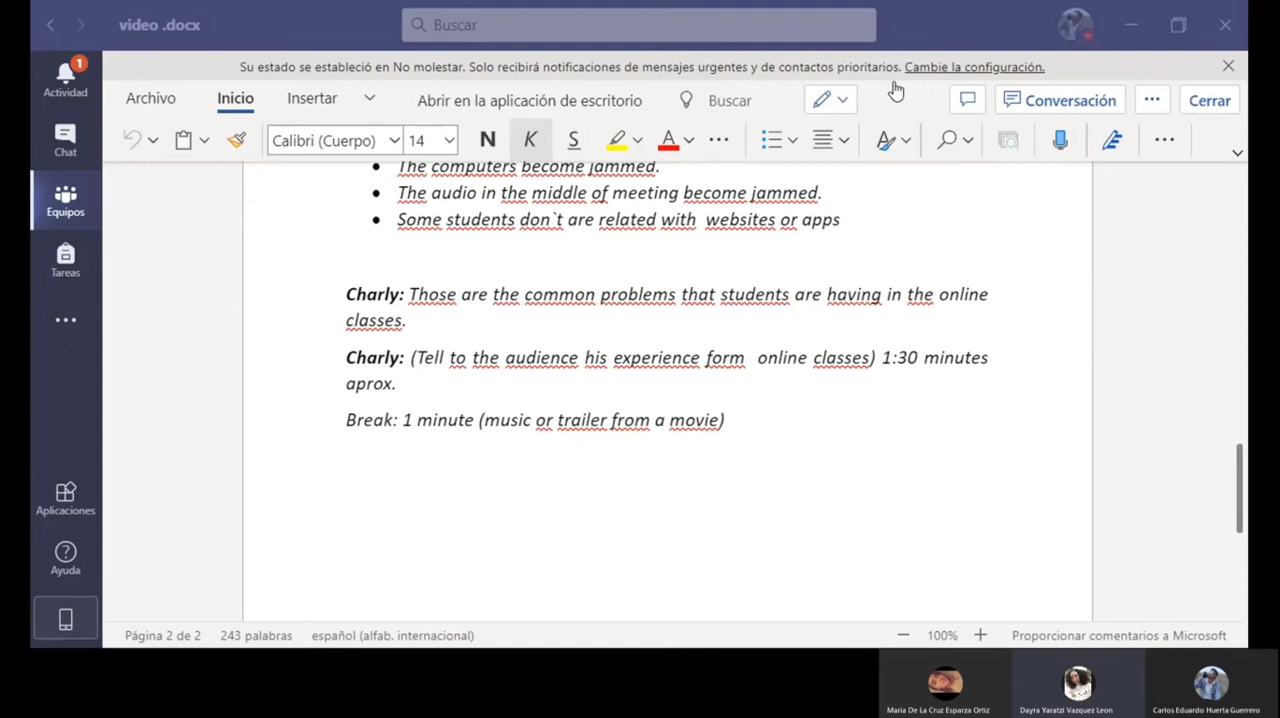 video .docx
Buscar
Su estado se estableció en No molestar. Solo recibirá notificaciones de mensajes urgentes y de contactos prioritarios. Cambie la configuración.
1
Actividad
Chat
Equipos
Tareas
Aplicaciones
Ayuda
Archivo Inicio Insertar Abrir en la aplicación de escritorio Buscar Conversación Cerrar
Calibri (Cuerpo) 14 N K S A
• The computers become jammed.
• The audio in the middle of meeting become jammed.
• Some students don`t are related with websites or apps
Charly: Those are the common problems that students are having in the online
classes.
Charly: (Tell to the audience his experience form online classes) 1:30 minutes
aprox.
Break: 1 minute (music or trailer from a movie)
Página 2 de 2 243 palabras español (alfab. internacional) 100% Proporcionar comentarios a Microsoft
Maria De La Cruz Esparza Ortiz Dayra Yaratzi Vazquez Leon Carlos Eduardo Huerta Guerrero